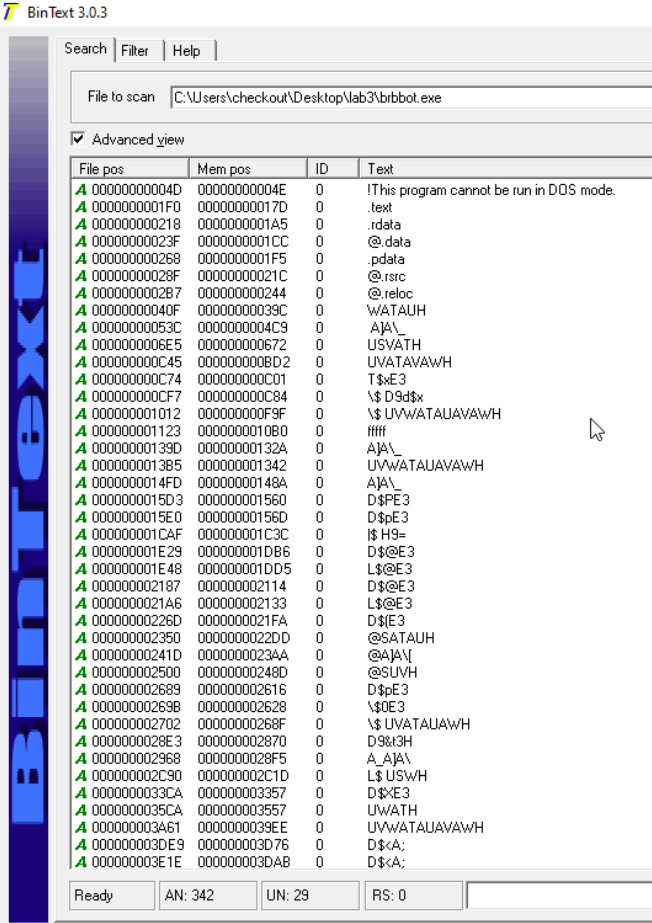 BinText 3.0.3
Search Filter Help
File to scan C:\Users\checkout\Desktop\lab3\brbbot.exe
Advanced view
File pos Mem pos ID Text
A 00000000004D 00000000004E 0 !This program cannot be run in DOS mode.
A 0000000001F0 00000000017D 0 .text
A 000000000218 0000000001A5 0 .rdata
A 00000000023F 0000000001CC 0 @.data
A 000000000268 0000000001F5 0 .pdata
A 00000000028F 00000000021C 0 @.rsrc
A 0000000002B7 000000000244 0 @.reloc
A 00000000040F 00000000039C 0 WATAUH
A 00000000053C 0000000004C9 0 A]A\_
A 0000000006E5 000000000672 0 USVATH
A 000000000C45 000000000BD2 0 UVATAVAWH
A 000000000C74 000000000C01 0 T$xE3
A 000000000CF7 000000000C84 0 \$ D9d$x
A 000000001012 000000000F9F 0 \$ UVWATAUAVAWH
A 000000001123 0000000010B0 0 fffff
A 00000000139D 00000000132A 0 A]A\_
A 0000000013B5 000000001342 0 UVWATAUAVAWH
A 0000000014FD 00000000148A 0 A]A\_
A 0000000015D3 000000001560 0 D$PE3
A 0000000015E0 00000000156D 0 D$pE3
A 000000001CAF 000000001C3C 0 |$ H9=
A 000000001E29 000000001DB6 0 D$@E3
A 000000001E48 000000001DD5 0 L$@E3
A 000000002187 000000002114 0 D$@E3
A 0000000021A6 000000002133 0 L$@E3
A 00000000226D 0000000021FA 0 D$(E3
A 000000002350 0000000022DD 0 @SATAUH
A 00000000241D 0000000023AA 0 @A]A\[
A 000000002500 00000000248D 0 @SUVH
A 000000002689 000000002616 0 D$pE3
A 00000000269B 000000002628 0 \$0E3
A 000000002702 00000000268F 0 \$ UVATAUAWH
A 0000000028E3 000000002870 0 D9&t3H
A 000000002968 0000000028F5 0 A_A]A\
A 000000002C90 000000002C1D 0 L$ USWH
A 0000000033CA 000000003357 0 D$XE3
A 0000000035CA 000000003557 0 UWATH
A 000000003A61 0000000039EE 0 UVWATAUAVAWH
A 000000003DE9 000000003D76 0 D$<A;
A 000000003E1E 000000003DAB 0 D$<A;
Ready AN: 342 UN: 29 RS: 0
BinText